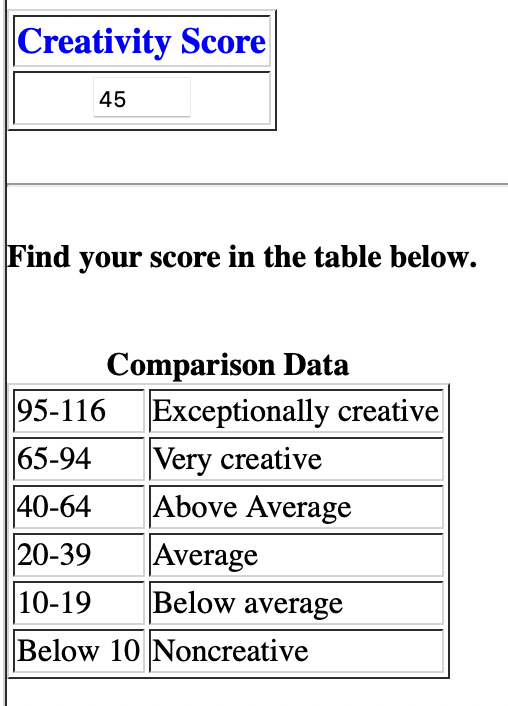 Creativity Score
45
Find your score in the table below.
Comparison Data
95-116 Exceptionally creative
65-94 Very creative
40-64 Above Average
20-39 Average
10-19 Below average
Below 10 Noncreative